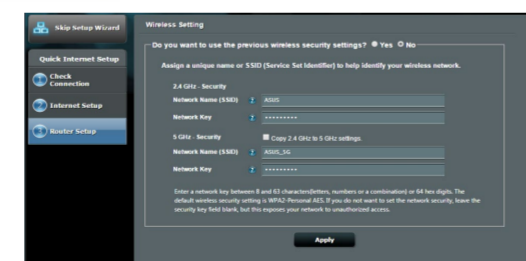 Skip Setup Wizard
Quick Internet Setup
1 Check Connection
2 Internet Setup
3 Router Setup
Wireless Setting
Do you want to use the previous wireless security settings? Yes No
Assign a unique name or SSID (Service Set Identifier) to help identify your wireless network.
2.4 GHz - Security
Network Name (SSID) ASUS
Network Key •••••••••
5 GHz - Security Copy 2.4 GHz to 5 GHz settings.
Network Name (SSID) ASUS_5G
Network Key •••••••••
Enter a network key between 8 and 63 characters(letters, numbers or a combination) or 64 hex digits. The
default wireless security setting is WPA2-Personal AES. If you do not want to set the network security, leave the
security key field blank, but this exposes your network to unauthorized access.
Apply